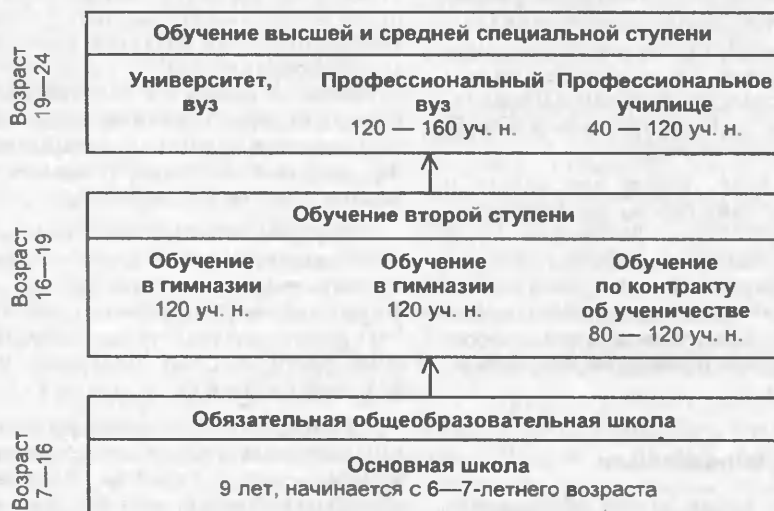 Возраст
19—24
Обучение высшей и средней специальной ступени
Университет,
вуз
Профессиональный
вуз
120 — 160 уч. н.
Профессиональное
училище
40 — 120 уч. н.
Возраст
16—19
Обучение второй ступени
Обучение
в гимназии
120 уч. н.
Обучение
в гимназии
120 уч. н.
Обучение
по контракту
об ученичестве
80 — 120 уч. н.
Возраст
7—16
Обязательная общеобразовательная школа
Основная школа
9 лет, начинается с 6—7-летнего возраста